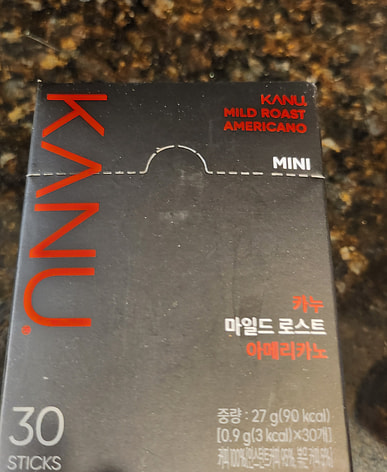 KANU
KANU
MILD ROAST
AMERICANO
MINI
카누
마일드 로스트
아메리카노
30
STICKS
중량 : 27 g(90 kcal)
[0.9 g(3 kcal)×30개]